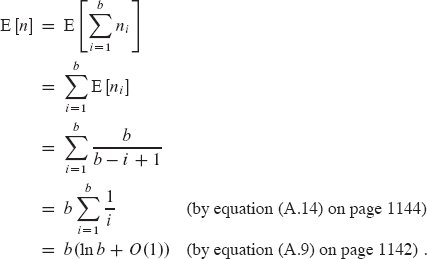 E [n] = E [ ∑_{i=1}^{b} n_i ]
= ∑_{i=1}^{b} E [n_i]
= ∑_{i=1}^{b} b / (b − i + 1)
= b ∑_{i=1}^{b} 1/i (by equation (A.14) on page 1144)
= b(ln b + O(1)) (by equation (A.9) on page 1142) .